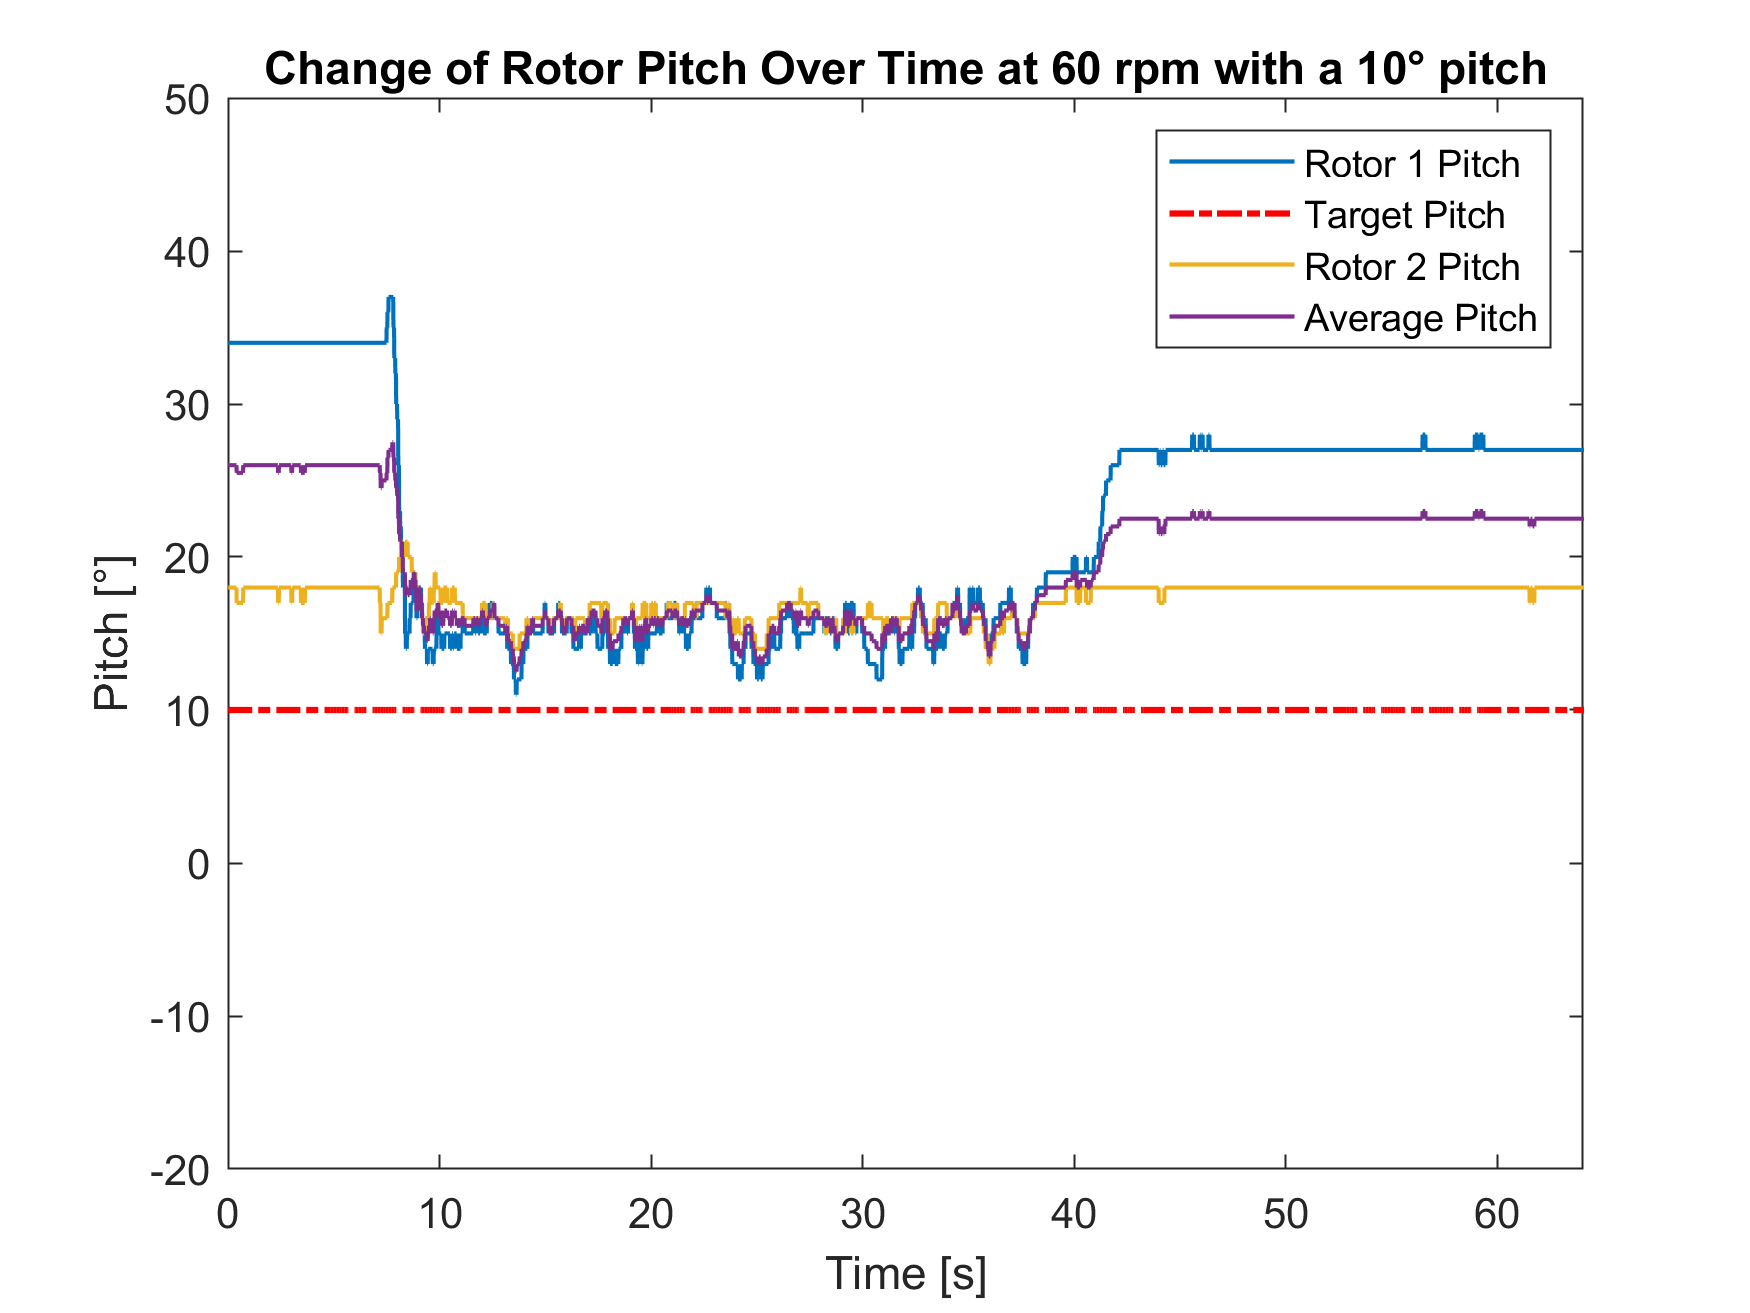 Change of Rotor Pitch Over Time at 60 rpm with a 10° pitch
50
40
30
20
10
0
-10
-20
Pitch [°]
Rotor 1 Pitch
Target Pitch
Rotor 2 Pitch
Average Pitch
0 10 20 30 40 50 60
Time [s]